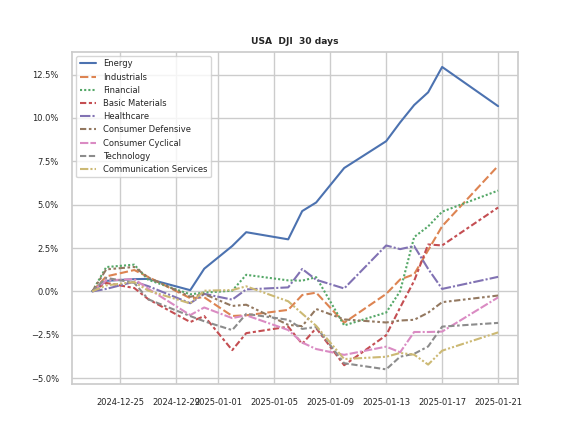 USA DJI 30 days
Energy
Industrials
Financial
Basic Materials
Healthcare
Consumer Defensive
Consumer Cyclical
Technology
Communication Services
12.5%
10.0%
7.5%
5.0%
2.5%
0.0%
−2.5%
−5.0%
2024-12-25 2024-12-29 2025-01-01 2025-01-05 2025-01-09 2025-01-13 2025-01-17 2025-01-21